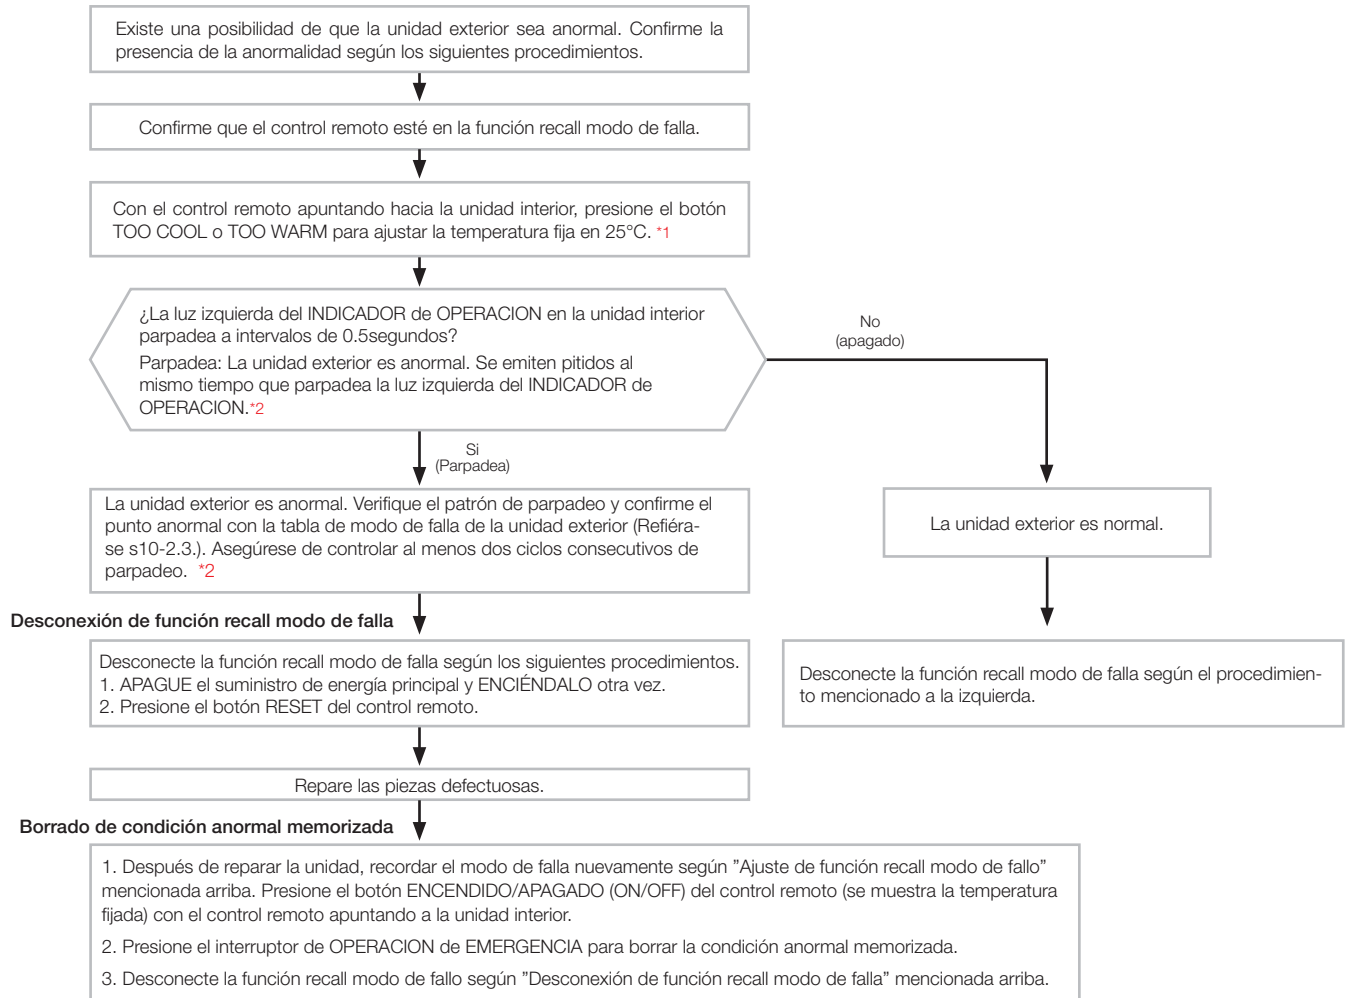 Existe una posibilidad de que la unidad exterior sea anormal. Confirme la
presencia de la anormalidad según los siguientes procedimientos.
Confirme que el control remoto esté en la función recall modo de falla.
Con el control remoto apuntando hacia la unidad interior, presione el botón
TOO COOL o TOO WARM para ajustar la temperatura fija en 25°C. *1
¿La luz izquierda del INDICADOR de OPERACION en la unidad interior
parpadea a intervalos de 0.5segundos?
Parpadea: La unidad exterior es anormal. Se emiten pitidos al
mismo tiempo que parpadea la luz izquierda del INDICADOR de
OPERACION.*2
No
(apagado)
Si
(Parpadea)
La unidad exterior es anormal. Verifique el patrón de parpadeo y confirme el
punto anormal con la tabla de modo de falla de la unidad exterior (Refiéra-
se s10-2.3.). Asegúrese de controlar al menos dos ciclos consecutivos de
parpadeo. *2
La unidad exterior es normal.
Desconexión de función recall modo de falla
Desconecte la función recall modo de falla según los siguientes procedimientos.
1. APAGUE el suministro de energía principal y ENCIÉNDALO otra vez.
2. Presione el botón RESET del control remoto.
Desconecte la función recall modo de falla según el procedimien-
to mencionado a la izquierda.
Repare las piezas defectuosas.
Borrado de condición anormal memorizada
1. Después de reparar la unidad, recordar el modo de falla nuevamente según ”Ajuste de función recall modo de fallo”
mencionada arriba. Presione el botón ENCENDIDO/APAGADO (ON/OFF) del control remoto (se muestra la temperatura
fijada) con el control remoto apuntando a la unidad interior.
2. Presione el interruptor de OPERACION de EMERGENCIA para borrar la condición anormal memorizada.
3. Desconecte la función recall modo de fallo según ”Desconexión de función recall modo de falla” mencionada arriba.